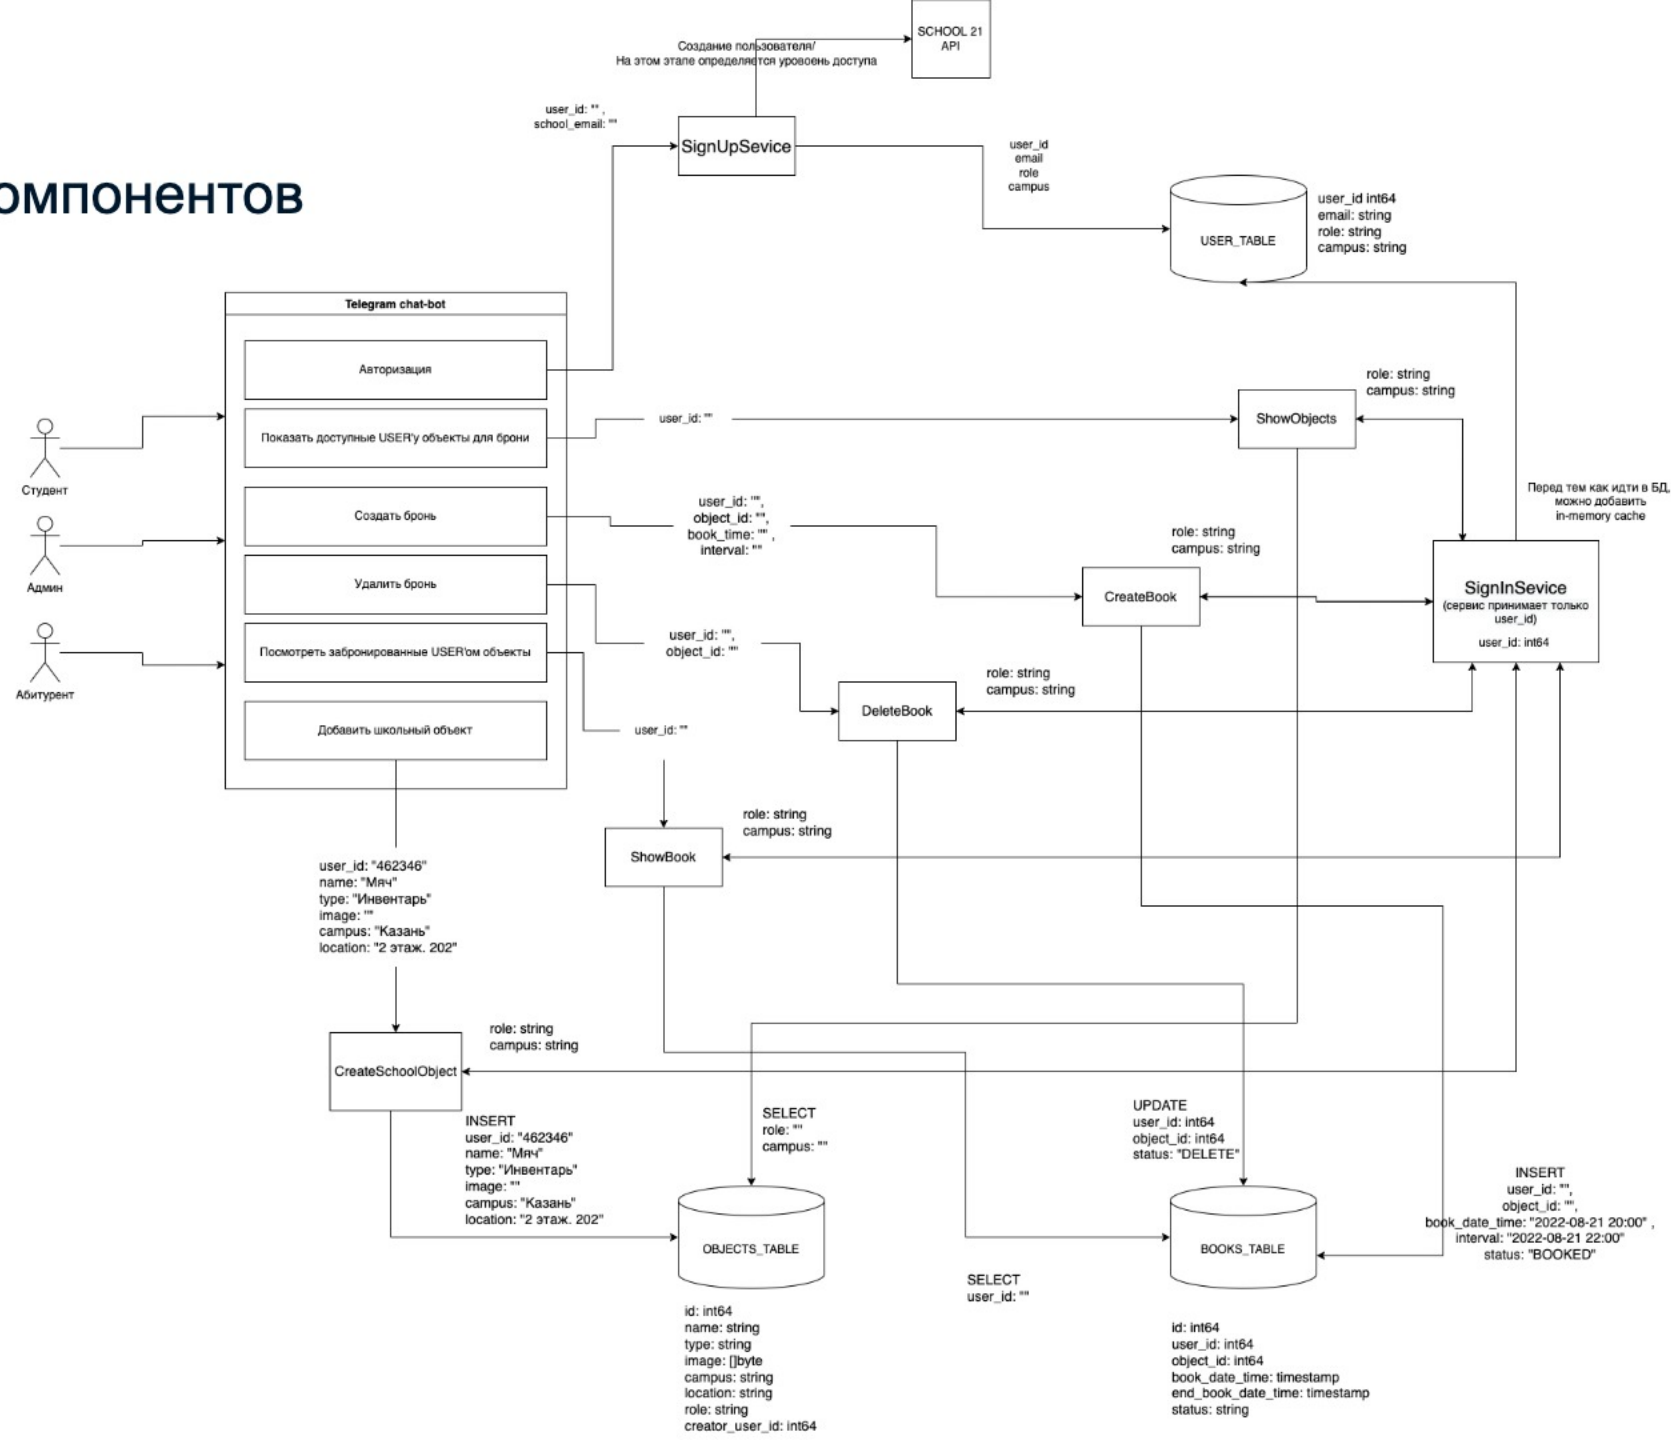 SCHOOL 21
API
Создание пользователя/
На этом этапе определяется уровоень доступа
user_id: "" ,
school_email: ""
SignUpSevice
user_id
email
role
campus
омпонентов
USER_TABLE
user_id int64
email: string
role: string
campus: string
Telegram chat-bot
Авторизация
Показать доступные USER'у объекты для брони
Создать бронь
Удалить бронь
Посмотреть забронированные USER'ом объекты
Добавить школьный объект
Студент
Админ
Абитурент
user_id: ""
ShowObjects
role: string
campus: string
Перед тем как идти в БД,
можно добавить
in-memory cache
user_id: "",
object_id: "",
book_time: "" ,
interval: ""
role: string
campus: string
CreateBook
SignInSevice
(сервис принимает только
user_id)
user_id: int64
user_id: "",
object_id: ""
role: string
campus: string
DeleteBook
user_id: ""
role: string
campus: string
ShowBook
user_id: "462346"
name: "Мяч"
type: "Инвентарь"
image: ""
campus: "Казань"
location: "2 этаж. 202"
role: string
campus: string
CreateSchoolObject
INSERT
user_id: "462346"
name: "Мяч"
type: "Инвентарь"
image: ""
campus: "Казань"
location: "2 этаж. 202"
SELECT
role: ""
campus: ""
UPDATE
user_id: int64
object_id: int64
status: "DELETE"
INSERT
user_id: "",
object_id: "",
book_date_time: "2022-08-21 20:00" ,
interval: "2022-08-21 22:00"
status: "BOOKED"
OBJECTS_TABLE
BOOKS_TABLE
SELECT
user_id: ""
id: int64
name: string
type: string
image: []byte
campus: string
location: string
role: string
creator_user_id: int64
id: int64
user_id: int64
object_id: int64
book_date_time: timestamp
end_book_date_time: timestamp
status: string